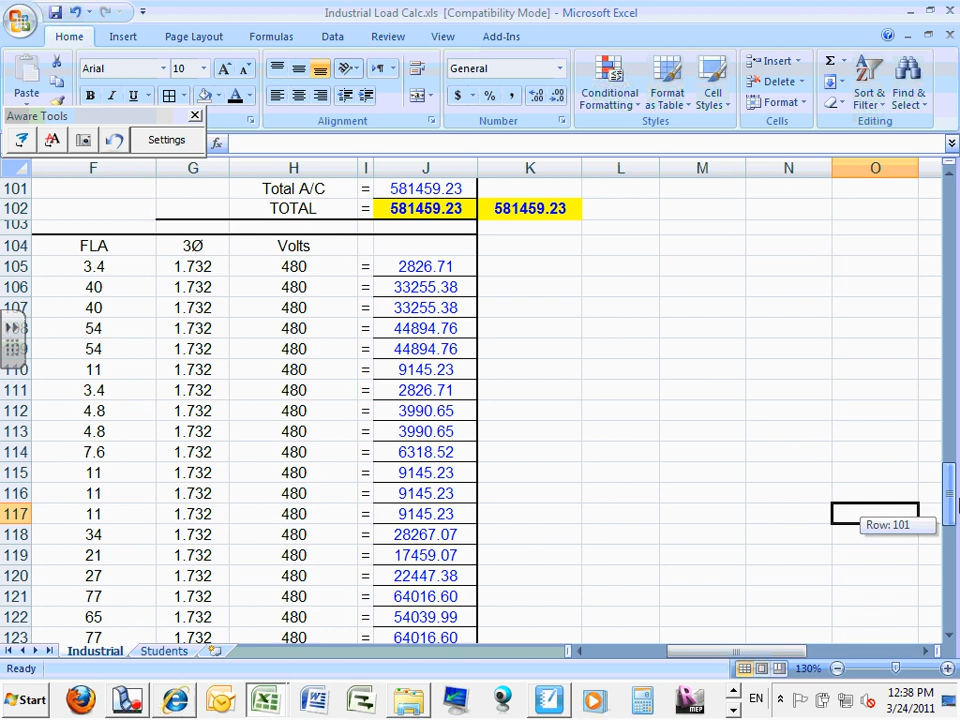 Industrial Load Calc.xls [Compatibility Mode] - Microsoft Excel
Home Insert Page Layout Formulas Data Review View Add-Ins
Paste
Arial 10
B I U A
General
$ % ,
Conditional Formatting
Format as Table
Cell Styles
Insert
Delete
Format
Sort & Filter
Find & Select
Alignment Number Styles Cells Editing
Aware Tools
Settings
fx
F G H I J K L M N O
101 Total A/C = 581459.23
102 TOTAL = 581459.23 581459.23
103
104 FLA 3Ø Volts
105 3.4 1.732 480 = 2826.71
106 40 1.732 480 = 33255.38
107 40 1.732 480 = 33255.38
108 54 1.732 480 = 44894.76
109 54 1.732 480 = 44894.76
110 11 1.732 480 = 9145.23
111 3.4 1.732 480 = 2826.71
112 4.8 1.732 480 = 3990.65
113 4.8 1.732 480 = 3990.65
114 7.6 1.732 480 = 6318.52
115 11 1.732 480 = 9145.23
116 11 1.732 480 = 9145.23
117 11 1.732 480 = 9145.23
Row: 101
118 34 1.732 480 = 28267.07
119 21 1.732 480 = 17459.07
120 27 1.732 480 = 22447.38
121 77 1.732 480 = 64016.60
122 65 1.732 480 = 54039.99
123 77 1.732 480 = 64016.60
Industrial Students
Ready 130%
Start EN 12:38 PM
3/24/2011